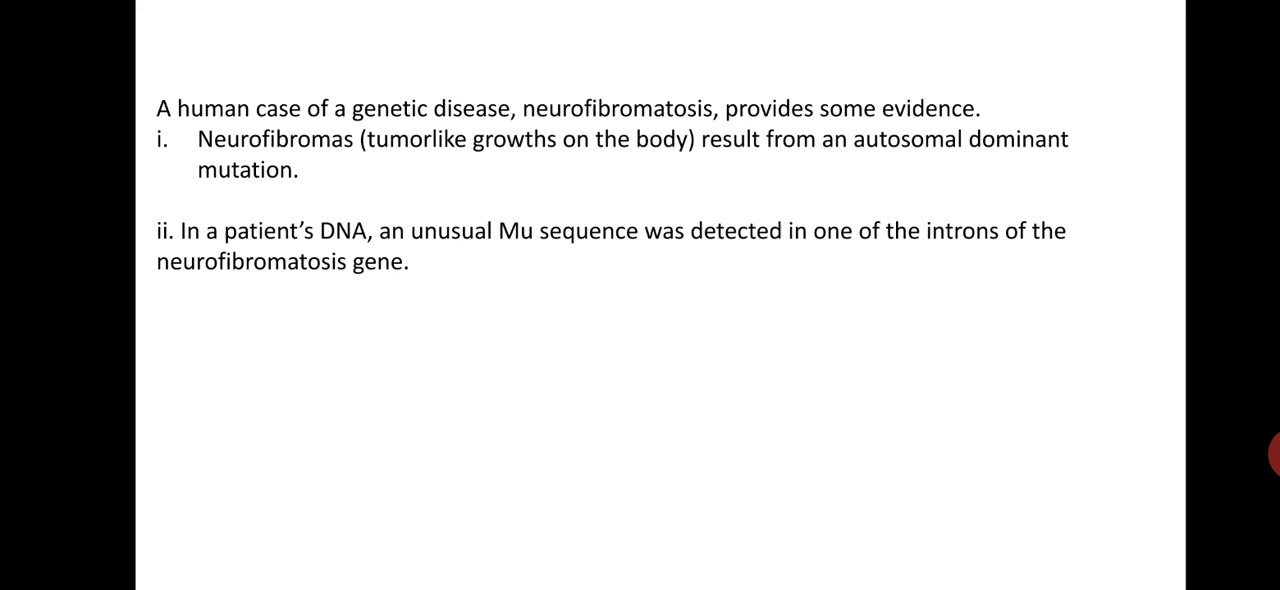 A human case of a genetic disease, neurofibromatosis, provides some evidence.
i. Neurofibromas (tumorlike growths on the body) result from an autosomal dominant
mutation.
ii. In a patient’s DNA, an unusual Mu sequence was detected in one of the introns of the
neurofibromatosis gene.